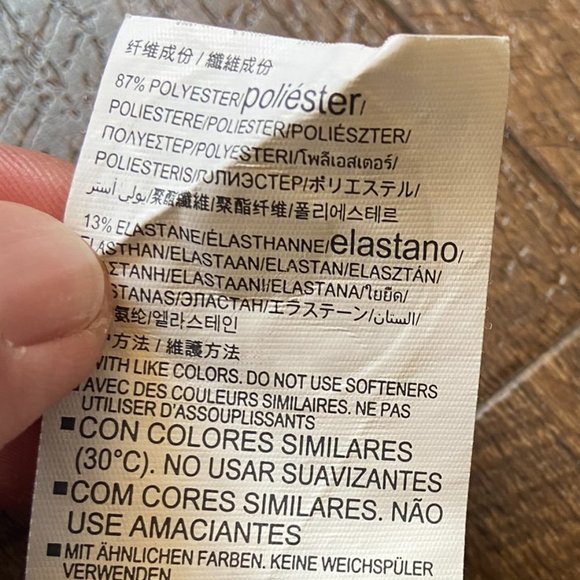 纤维成份 / 纖維成份
87% POLYESTER/poliéster/
POLIESTERE/POLIESTER/POLIÉSZTER/
ΠΟΛΥΕΣΤΕΡ/POLYESTERI/โพลีเอสเตอร์/
POLIESTERIS/ПОЛИЭСТЕР/ポリエステル/
بولي أستر/聚酯纖維/聚酯纤维/폴리에스테르
13% ELASTANE/ÉLASTHANNE/elastano/
ELASTHAN/ELASTAAN/ELASTAN/ELASZTÁN/
ELASTAANI/ELASTANA/ใยยืด/
ЭЛАСТАН/エラステーン/الستان/
氨纶/엘라스테인
方法 / 維護方法
WITH LIKE COLORS. DO NOT USE SOFTENERS
AVEC DES COULEURS SIMILAIRES. NE PAS
UTILISER D'ASSOUPLISSANTS
■CON COLORES SIMILARES
(30°C). NO USAR SUAVIZANTES
■COM CORES SIMILARES. NÃO
USE AMACIANTES
■MIT ÄHNLICHEN FARBEN. KEINE WEICHSPÜLER
VERWENDEN